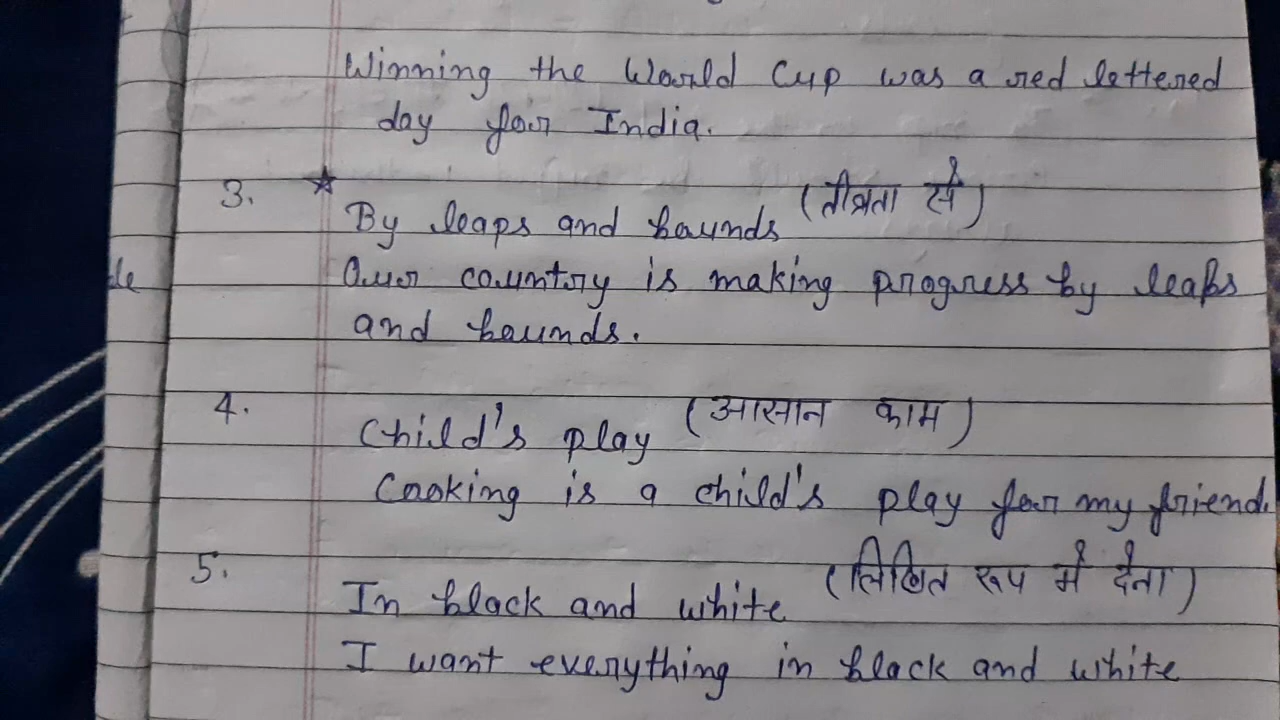 Winning the World Cup was a red lettered
day for India.
3. ★ By leaps and bounds (तीव्रता से)
Our country is making progress by leaps
and bounds.
4. Child's play (आसान काम)
Cooking is a child's play for my friend.
5. In black and white (लिखित रूप में देना)
I want everything in black and white